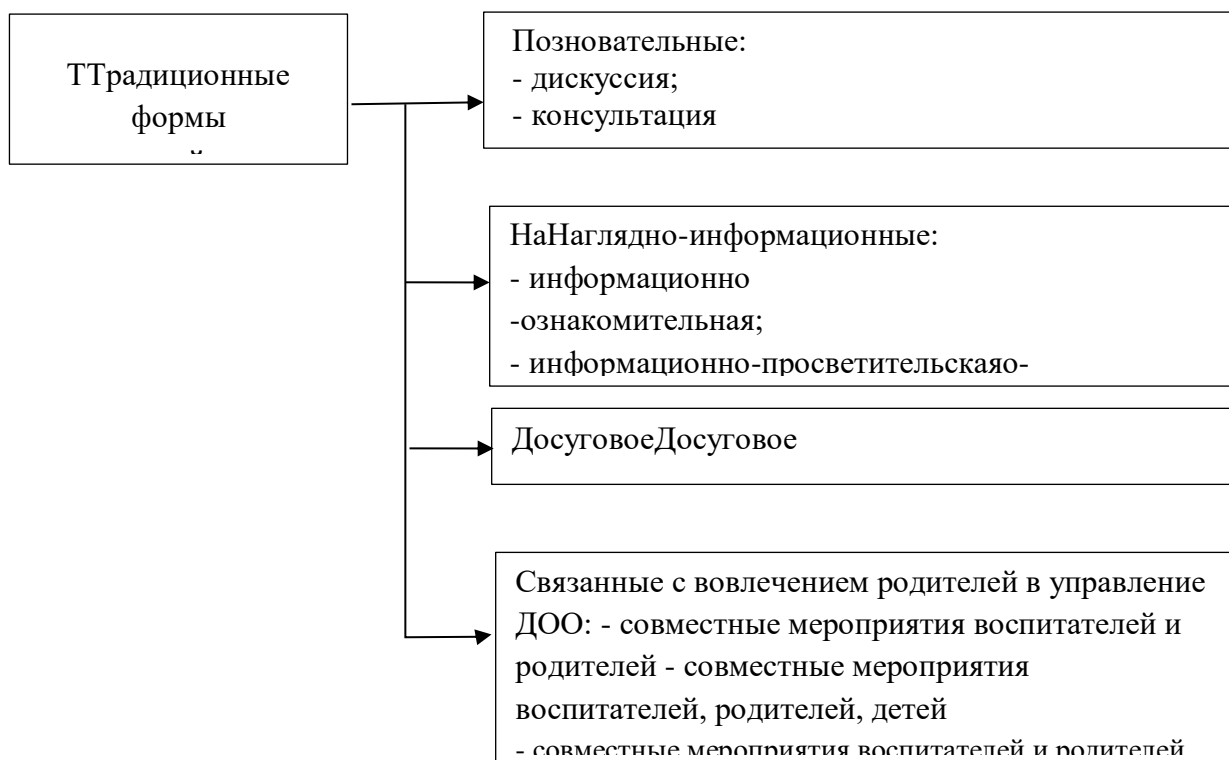 ТТрадиционные
формы
Позновательные:
- дискуссия;
- консультация
НаНаглядно-информационные:
- информационно
-ознакомительная;
- информационно-просветительскаяо-
ДосуговоеДосуговое
Связанные с вовлечением родителей в управление
ДОО: - совместные мероприятия воспитателей и
родителей - совместные мероприятия
воспитателей, родителей, детей
- совместные мероприятия воспитателей и родителей